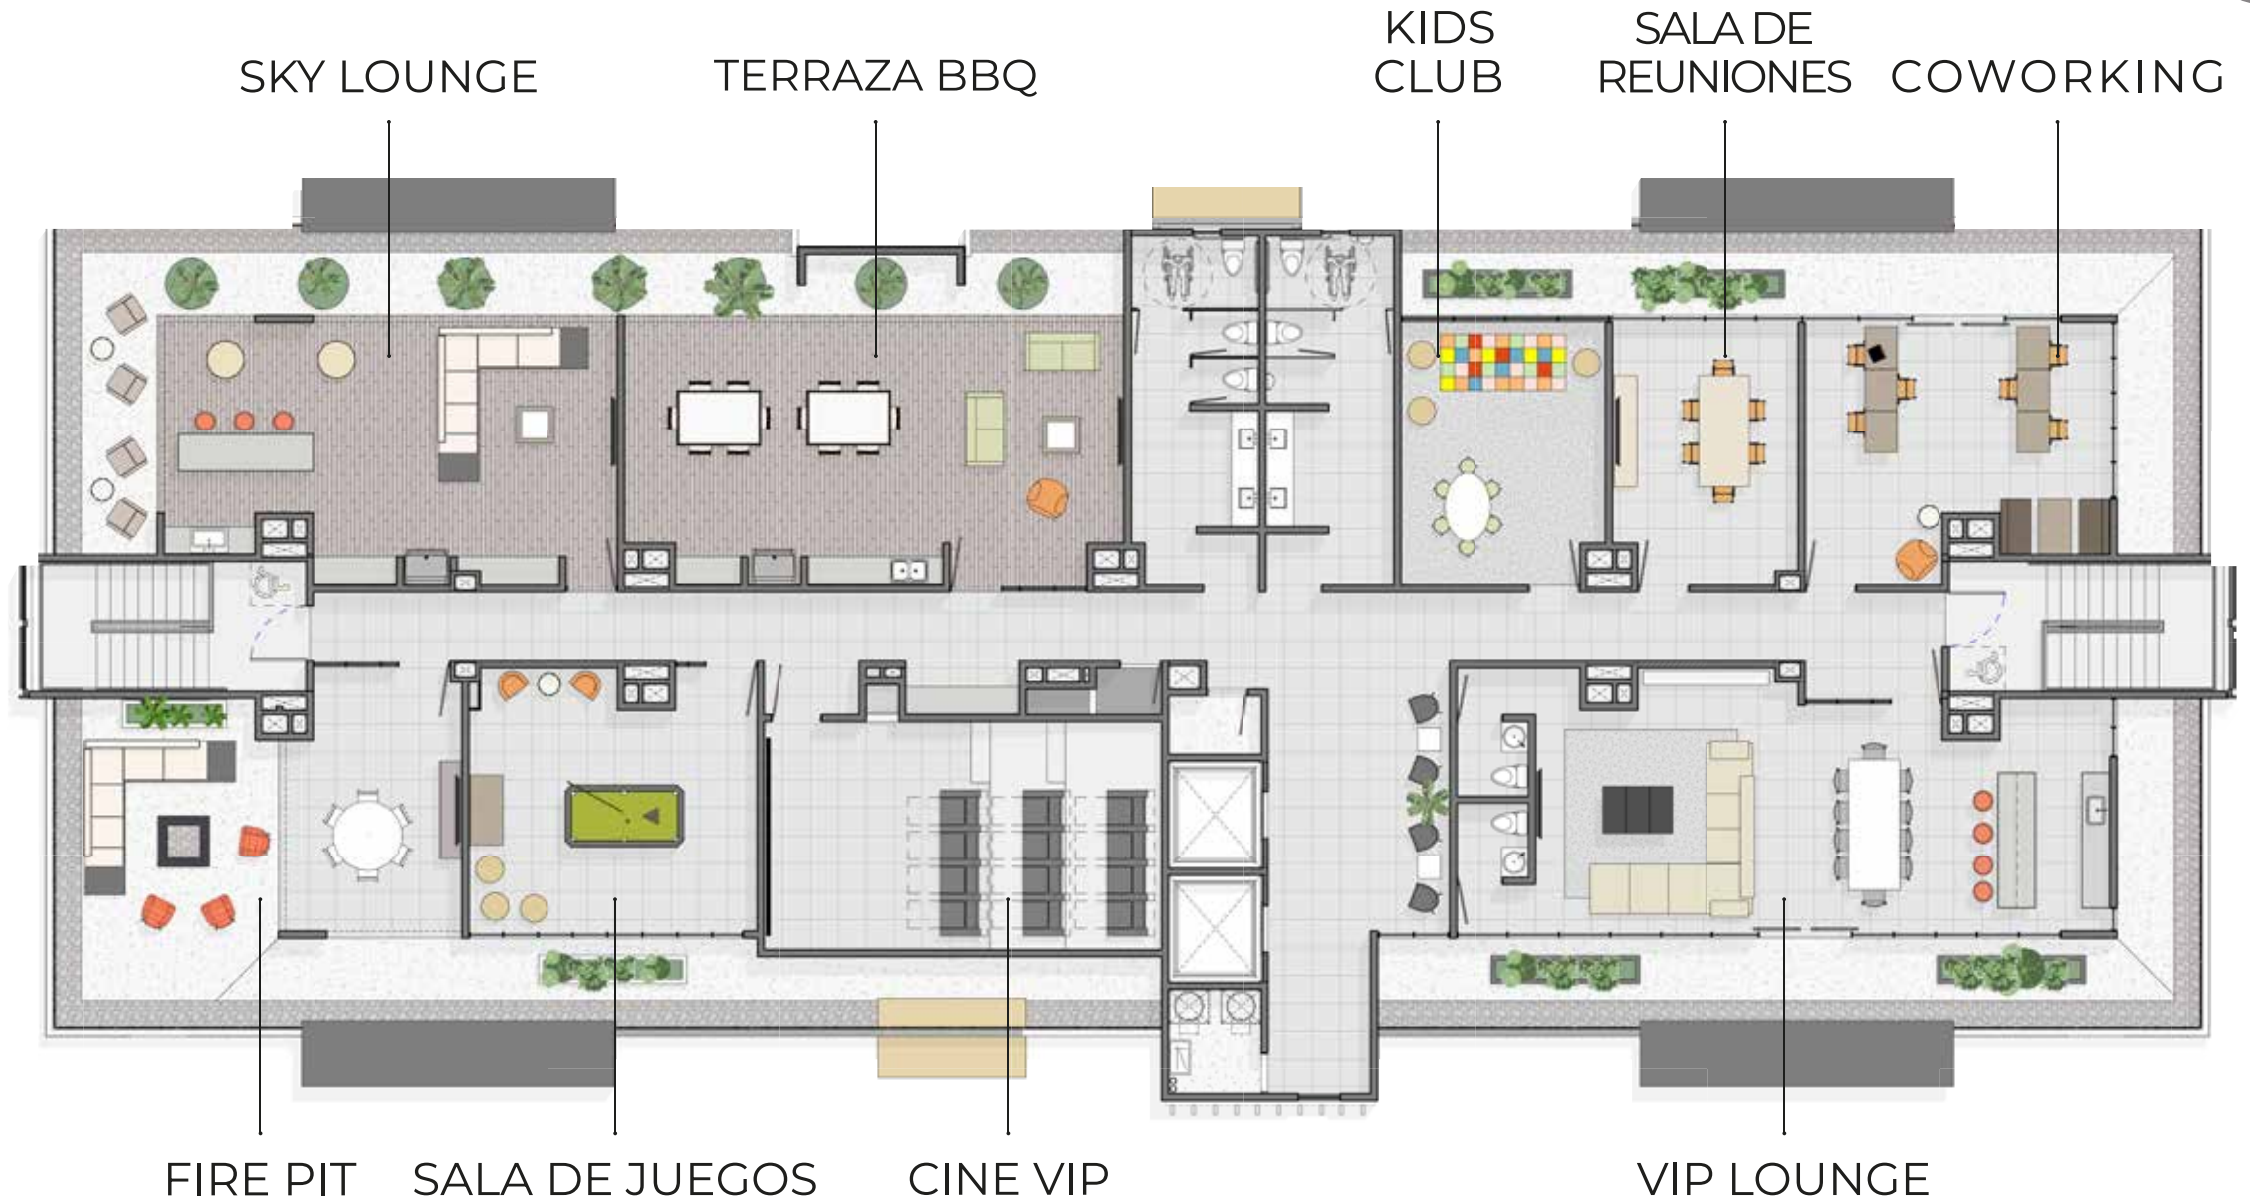 SKY LOUNGE
TERRAZA BBQ
KIDS
CLUB
SALA DE
REUNIONES
COWORKING
FIRE PIT
SALA DE JUEGOS
CINE VIP
VIP LOUNGE